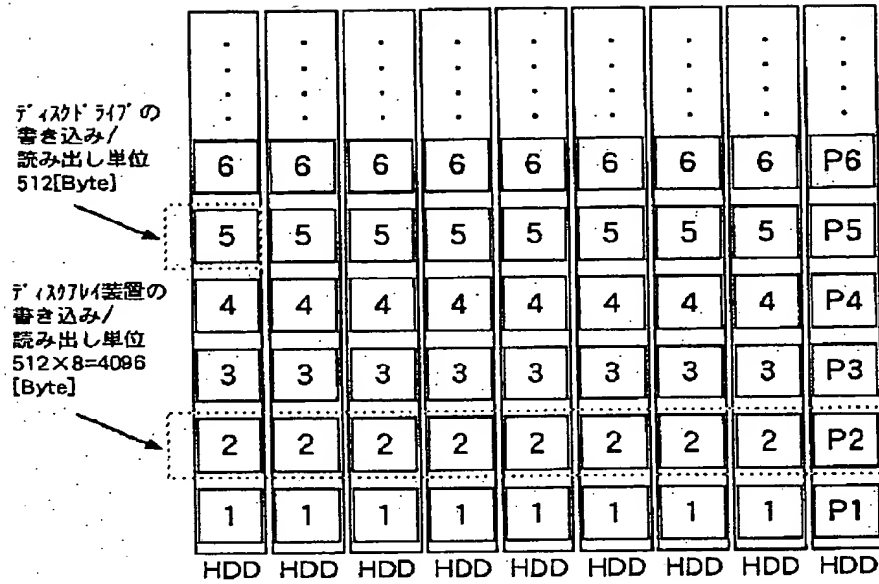 ディスクドライブの
書き込み/
読み出し単位
512[Byte]
ディスクアレイ装置の
書き込み/
読み出し単位
512×8=4096
[Byte]
6 6 6 6 6 6 6 6 P6
5 5 5 5 5 5 5 5 P5
4 4 4 4 4 4 4 4 P4
3 3 3 3 3 3 3 3 P3
2 2 2 2 2 2 2 2 P2
1 1 1 1 1 1 1 1 P1
HDD HDD HDD HDD HDD HDD HDD HDD HDD